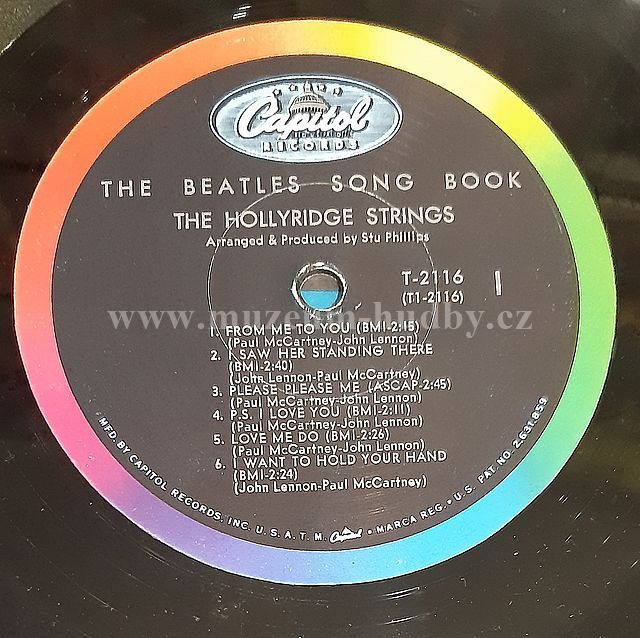 Capitol
RECORDS
THE BEATLES SONG BOOK
THE HOLLYRIDGE STRINGS
Arranged & Produced by Stu Phillips
T-2116 1
(T1-2116)
www.muzeum-hudby.cz
1. FROM ME TO YOU (BMI-2:15)
(Paul McCartney-John Lennon)
2. I SAW HER STANDING THERE
(BMI-2:40)
(John Lennon-Paul McCartney)
3. PLEASE PLEASE ME (ASCAP-2:45)
(Paul McCartney-John Lennon)
4. P.S. I LOVE YOU (BMI-2:11)
(Paul McCartney-John Lennon)
5. LOVE ME DO (BMI-2:26)
(Paul McCartney-John Lennon)
6. I WANT TO HOLD YOUR HAND
(BMI-2:24)
(John Lennon-Paul McCartney)
MFD. BY CAPITOL RECORDS, INC. U.S.A. T.M. Capitol • MARCA REG. • U.S. PAT. NO. 2,631,859